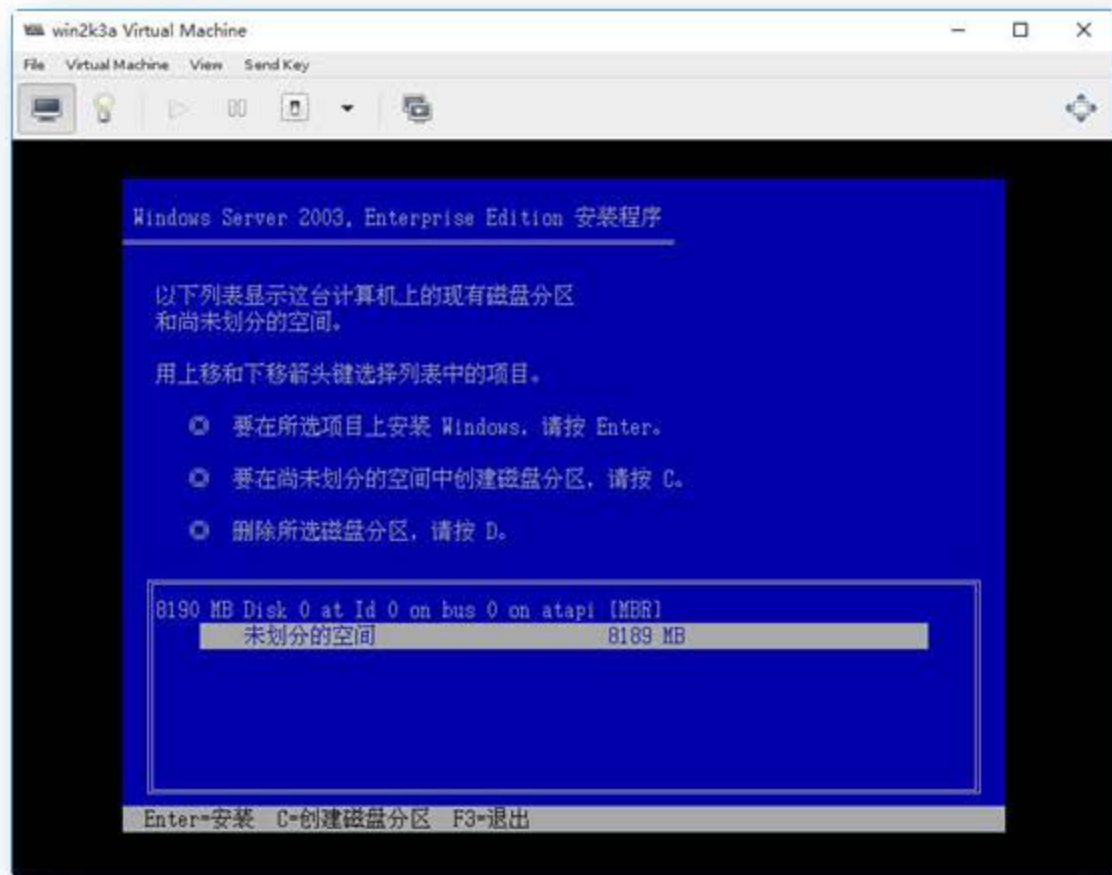 win2k3a Virtual Machine
File Virtual Machine View Send Key
Windows Server 2003, Enterprise Edition 安装程序
以下列表显示这台计算机上的现有磁盘分区
和尚未划分的空间。
用上移和下移箭头键选择列表中的项目。
要在所选项目上安装 Windows，请按 Enter。
要在尚未划分的空间中创建磁盘分区，请按 C。
删除所选磁盘分区，请按 D。
8190 MB Disk 0 at Id 0 on bus 0 on atapi [MBR]
未划分的空间 8189 MB
Enter=安装 C=创建磁盘分区 F3=退出